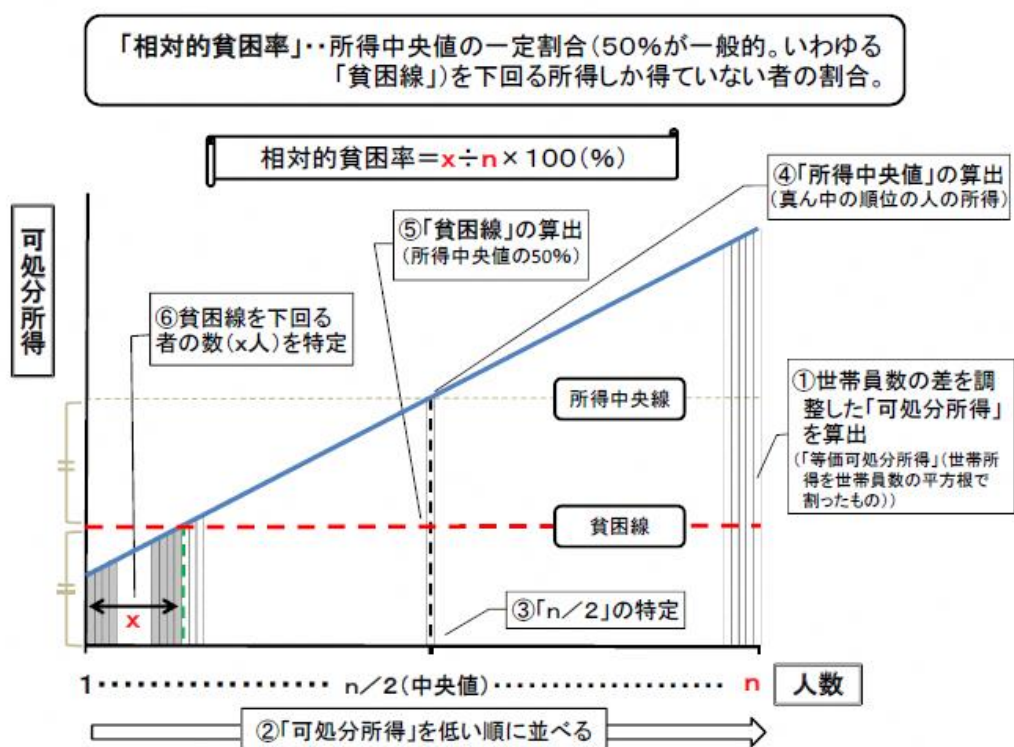 「相対的貧困率」‥所得中央値の一定割合(50%が一般的。いわゆる
「貧困線」)を下回る所得しか得ていない者の割合。
相対的貧困率=x÷n×100(%)
④「所得中央値」の算出
(真ん中の順位の人の所得)
可処分所得
⑤「貧困線」の算出
(所得中央値の50%)
⑥貧困線を下回る
者の数(x人)を特定
所得中央線
①世帯員数の差を調
整した「可処分所得」
を算出
(「等価可処分所得」(世帯所
得を世帯員数の平方根で
割ったもの))
貧困線
x
③「n/2」の特定
1‥‥‥‥‥‥‥‥n/2(中央値)‥‥‥‥‥‥‥‥n
人数
②「可処分所得」を低い順に並べる